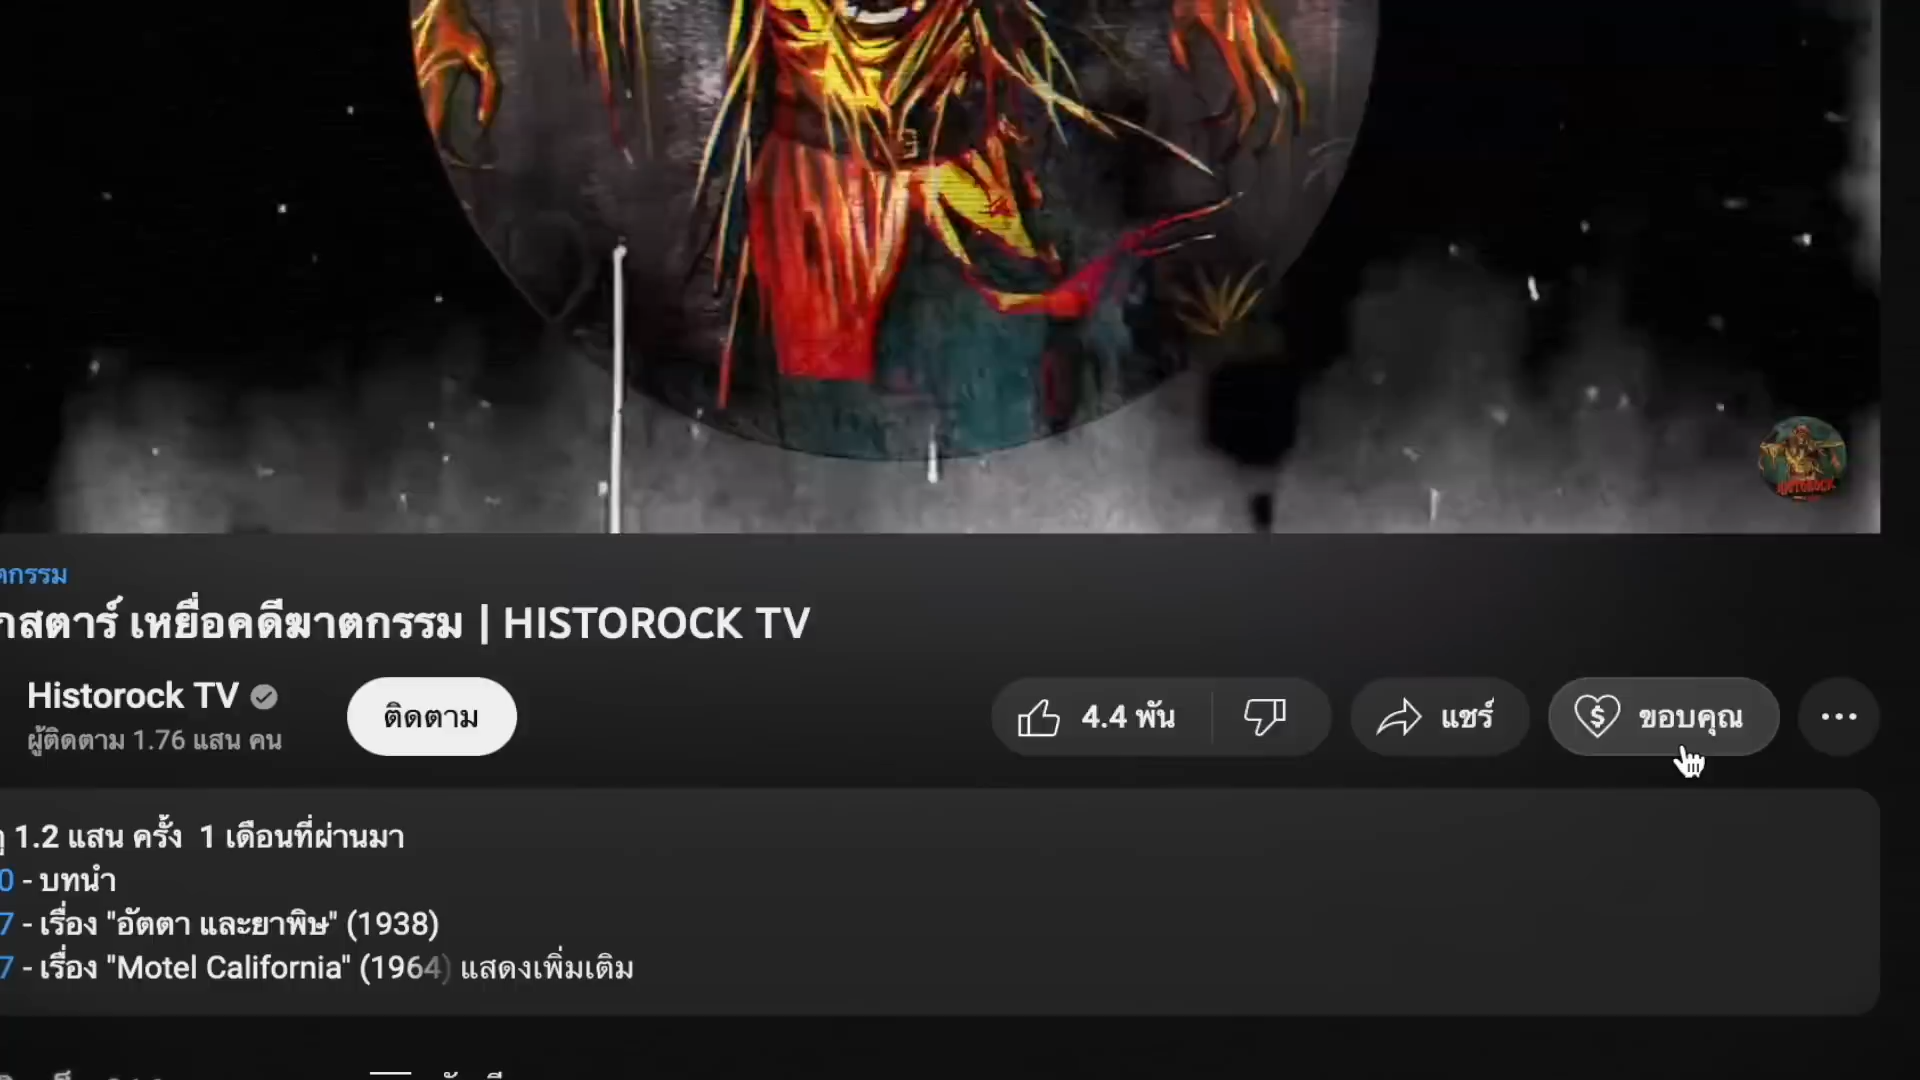 HISTOROCK
ตกรรม
กสตาร์ เหยื่อคดีฆาตกรรม | HISTOROCK TV
Historock TV
ผู้ติดตาม 1.76 แสน คน
ติดตาม
4.4 พัน
แชร์
ขอบคุณ
1.2 แสน ครั้ง 1 เดือนที่ผ่านมา
0 - บทนำ
7 - เรื่อง "อัตตา และยาพิษ" (1938)
7 - เรื่อง "Motel California" (1964) แสดงเพิ่มเติม